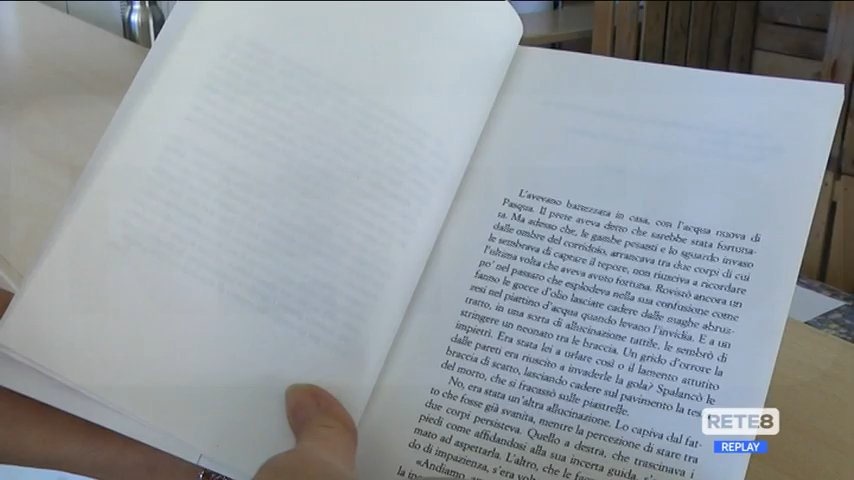 L'avevano battezzata in casa, con l'acqua nuova di
Pasqua. Il prete aveva detto che sarebbe stata fortuna-
ta. Ma adesso che, le gambe pesanti e lo sguardo invaso
dalle ombre del corridoio, arrancava tra due corpi di cui
le sembrava di captare il tepore, non riusciva a ricordare
l'ultima volta che aveva avuto fortuna. Rovistò ancora un
po' nel passato che esplodeva nella sua confusione come
fanno le gocce d'olio lasciate cadere dalle maghe abruz-
zesi nel piattino d'acqua quando levano l'invidia. E a un
tratto, in una sorta di allucinazione tattile, le sembrò di
stringere un neonato tra le braccia. Un grido d'orrore la
impietrì. Era stata lei a urlare così o il lamento attutito
dalle pareti era riuscito a invaderle la gola? Spalancò le
braccia di scatto, lasciando cadere sul pavimento la testa
del morto, che si fracassò sulle piastrelle.
No, era stata un'altra allucinazione. Lo capiva dal fat-
to che fosse già svanita, mentre la percezione di stare tra
due corpi persisteva. Quello a destra, che trascinava i
piedi come affidandosi alla sua incerta guida, s'era
mato ad aspettarla. L'altro, che le
do di impazienza, s'era
«Andiamo,
la
RETE8
REPLAY